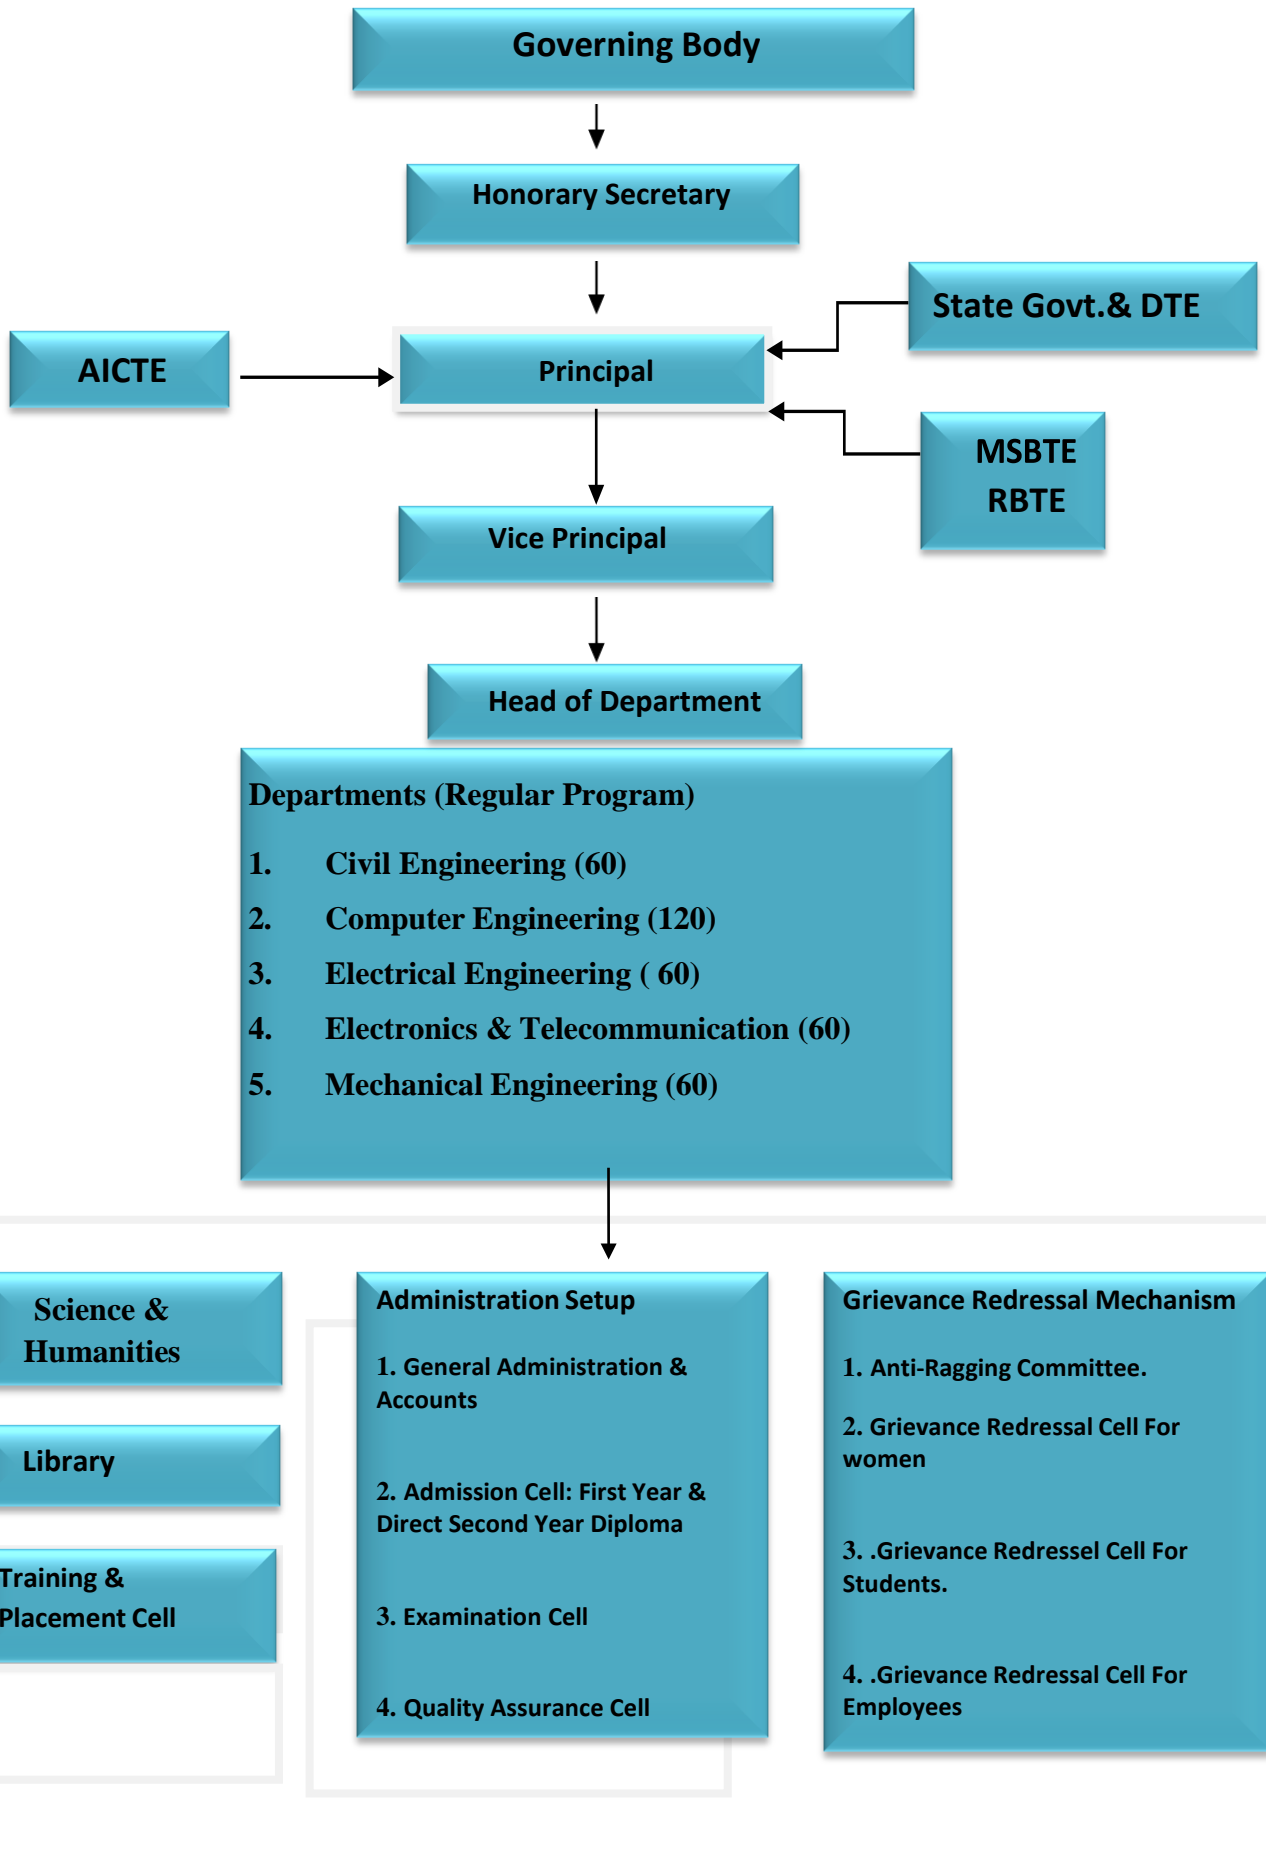 Governing Body
Honorary Secretary
State Govt.& DTE
AICTE
Principal
MSBTE
RBTE
Vice Principal
Head of Department
Departments (Regular Program)
1. Civil Engineering (60)
2. Computer Engineering (120)
3. Electrical Engineering ( 60)
4. Electronics & Telecommunication (60)
5. Mechanical Engineering (60)
Science &
Humanities
Library
Training &
Placement Cell
Administration Setup
1. General Administration &
Accounts
2. Admission Cell: First Year &
Direct Second Year Diploma
3. Examination Cell
4. Quality Assurance Cell
Grievance Redressal Mechanism
1. Anti-Ragging Committee.
2. Grievance Redressal Cell For
women
3. .Grievance Redressel Cell For
Students.
4. .Grievance Redressal Cell For
Employees